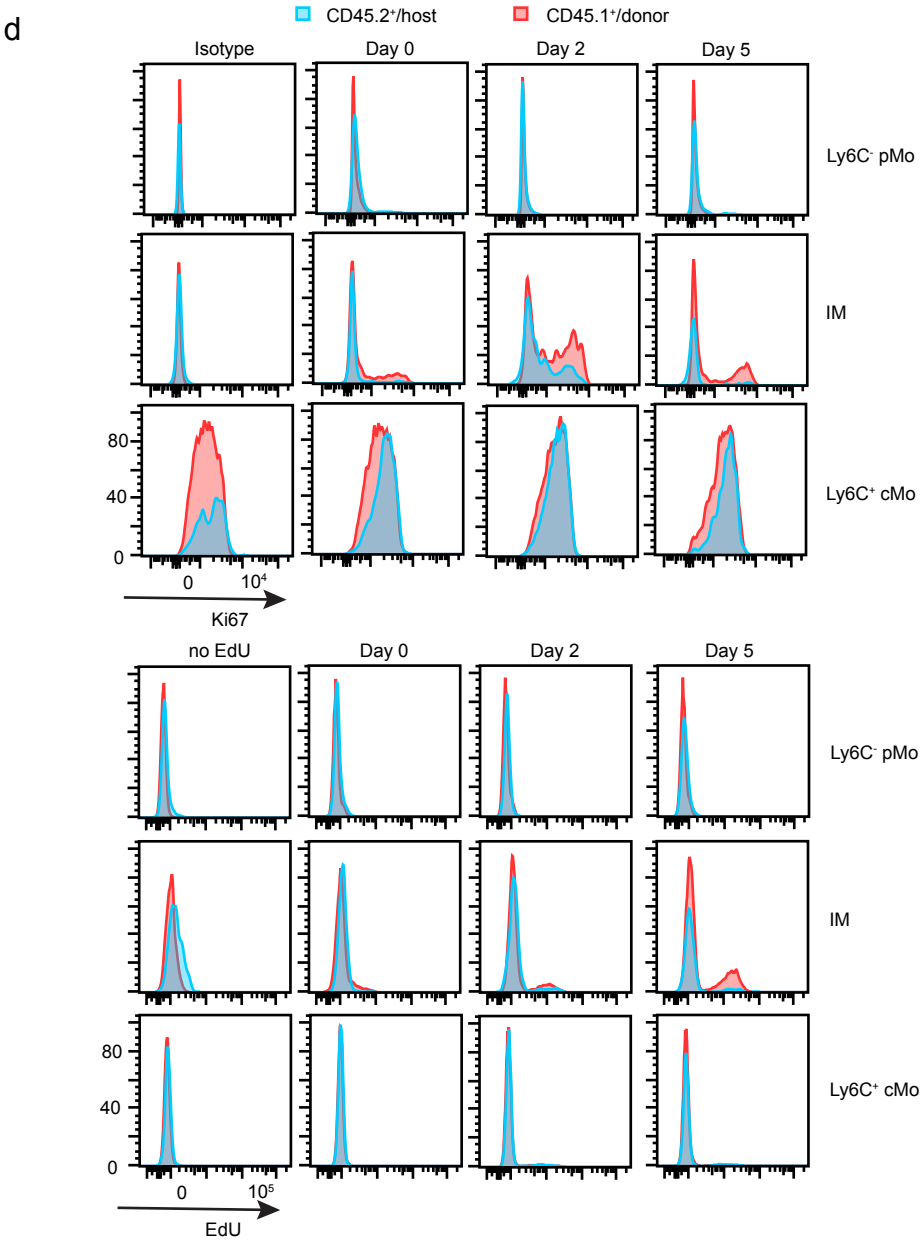 d
CD45.2⁺/host CD45.1⁺/donor
Isotype Day 0 Day 2 Day 5
Ly6C⁻ pMo
IM
80
40
0
Ly6C⁺ cMo
0 10⁴
Ki67
no EdU Day 0 Day 2 Day 5
Ly6C⁻ pMo
IM
80
40
0
Ly6C⁺ cMo
0 10⁵
EdU